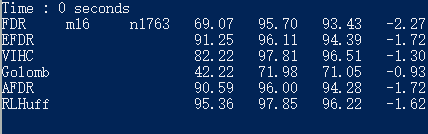 Time : 0 seconds
FDR m16 n1763 69.07 95.70 93.43 -2.27
EFDR 91.25 96.11 94.39 -1.72
VIHC 82.22 97.81 96.51 -1.30
Golomb 42.22 71.98 71.05 -0.93
AFDR 90.59 96.00 94.28 -1.72
RLHuff 95.36 97.85 96.22 -1.62